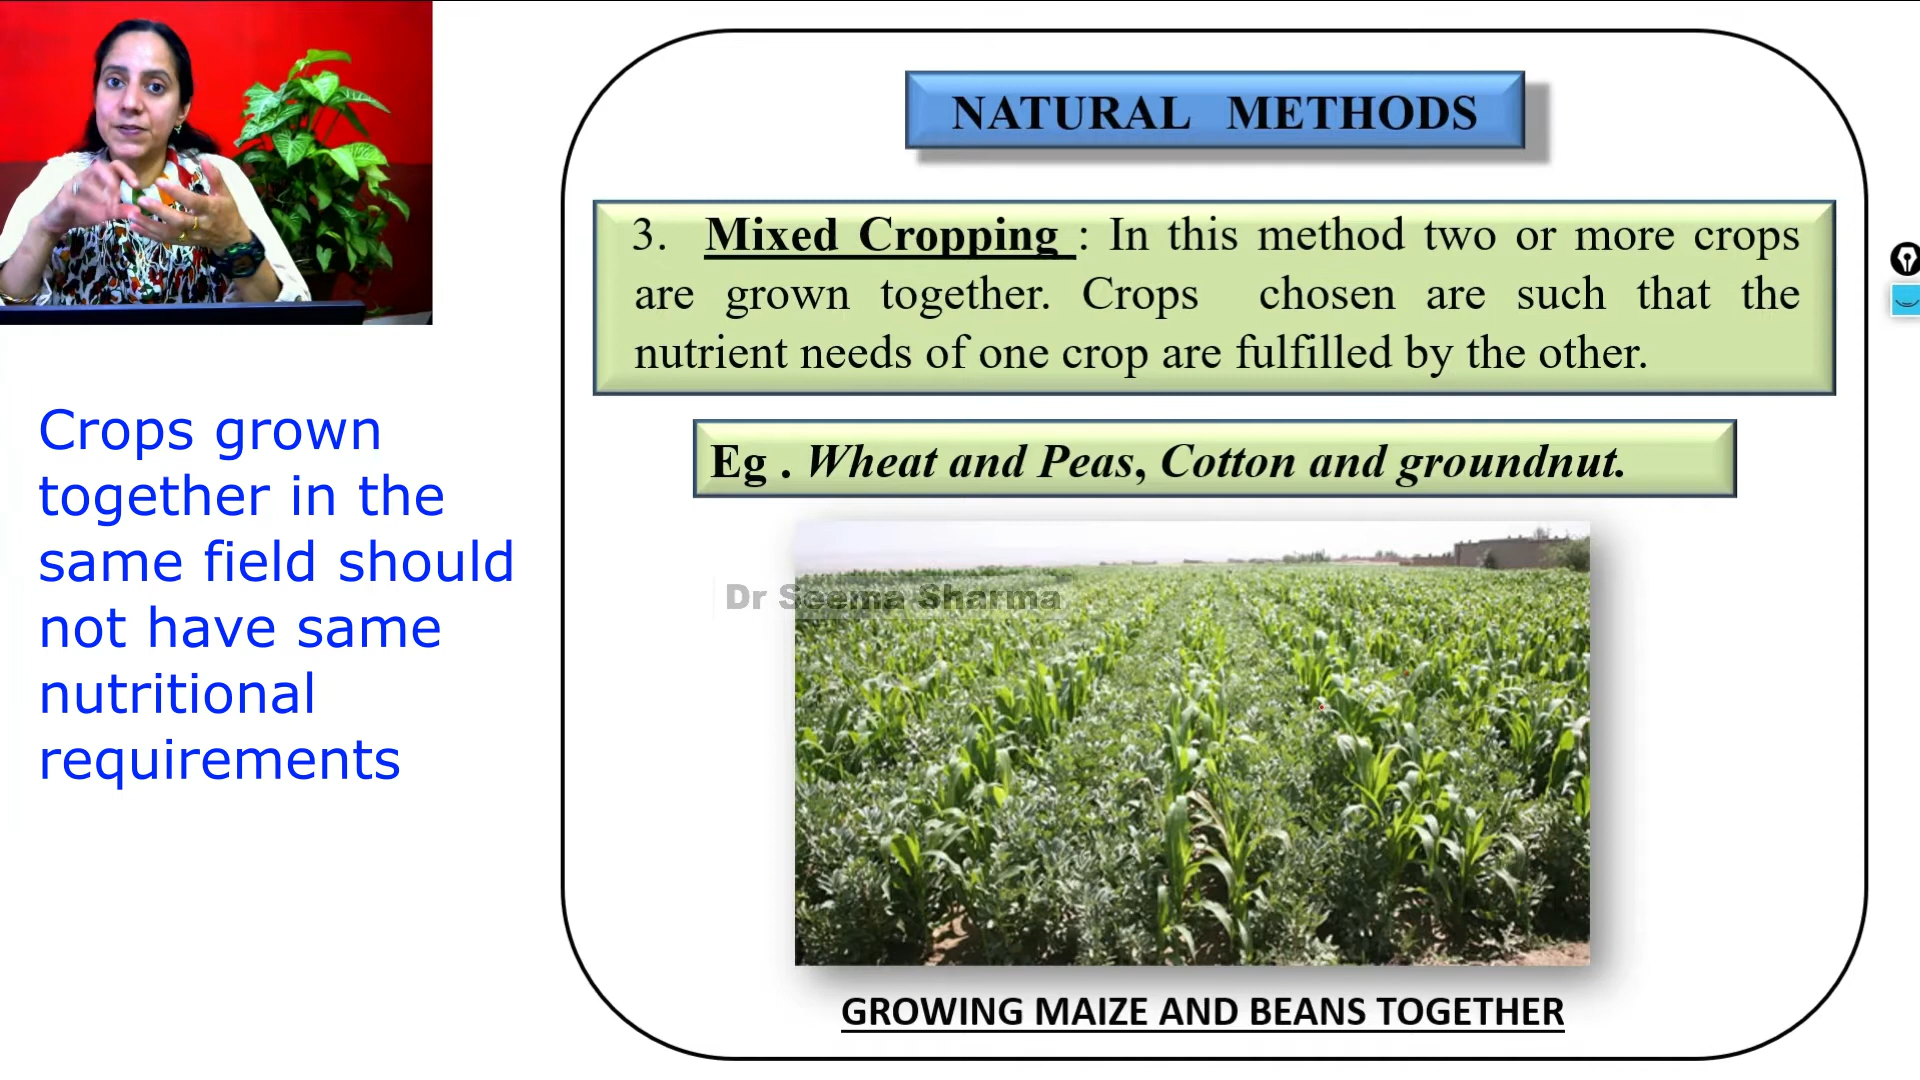 NATURAL METHODS
3. Mixed Cropping : In this method two or more crops
are grown together. Crops chosen are such that the
nutrient needs of one crop are fulfilled by the other.
Eg . Wheat and Peas, Cotton and groundnut.
Dr Seema Sharma
GROWING MAIZE AND BEANS TOGETHER
Crops grown
together in the
same field should
not have same
nutritional
requirements